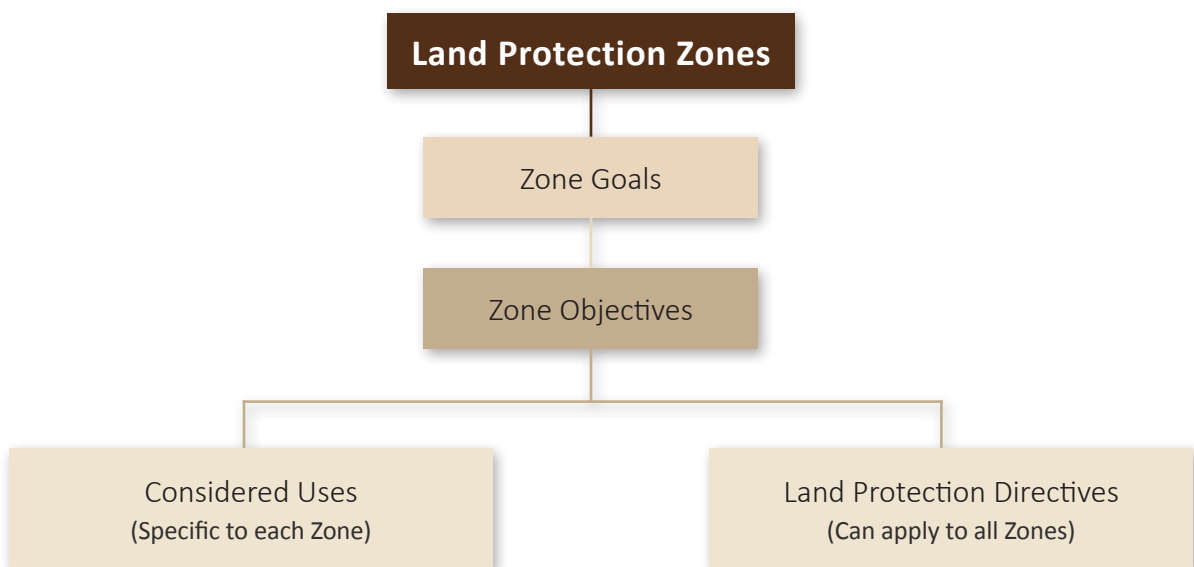 Land Protection Zones
Zone Goals
Zone Objectives
Considered Uses
(Specific to each Zone)
Land Protection Directives
(Can apply to all Zones)